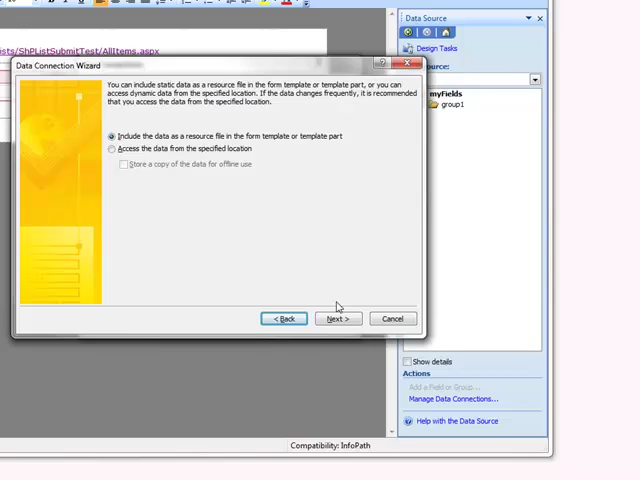 Data Source
ists/ShPListSubmitTest/AllItems.aspx
Design Tasks
Data Connection Wizard
ource:
You can include static data as a resource file in the form template or template part, or you can
access dynamic data from the specified location. If the data changes frequently, it is recommended
that you access the data from the specified location.
myFields
group1
Include the data as a resource file in the form template or template part
Access the data from the specified location
Store a copy of the data for offline use
< Back
Next >
Cancel
Show details
Actions
Add a Field or Group...
Manage Data Connections...
Help with the Data Source
Compatibility: InfoPath